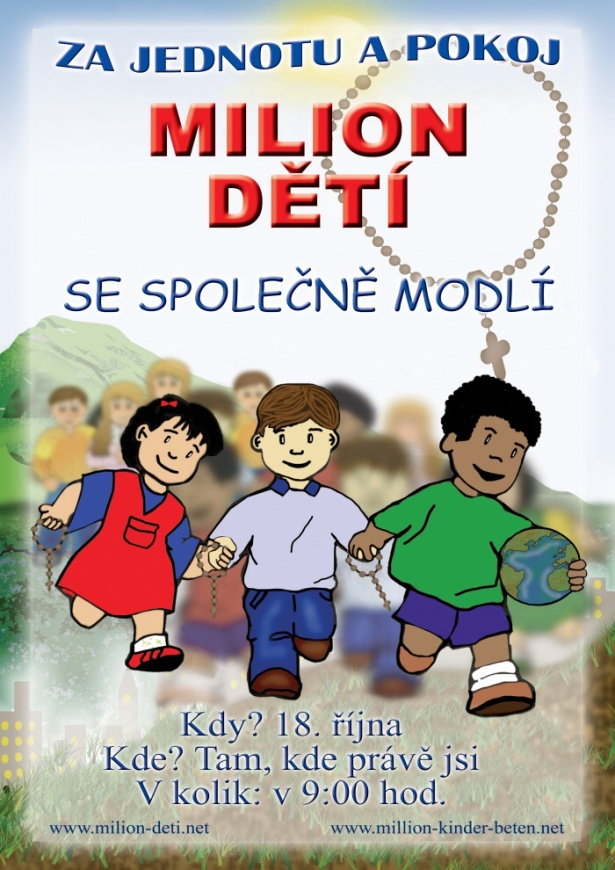 ZA JEDNOTU A POKOJ
MILION
DĚTÍ
SE SPOLEČNĚ MODLÍ
Kdy? 18. října
Kde? Tam, kde právě jsi
V kolik: v 9:00 hod.
www.milion-deti.net www.million-kinder-beten.net